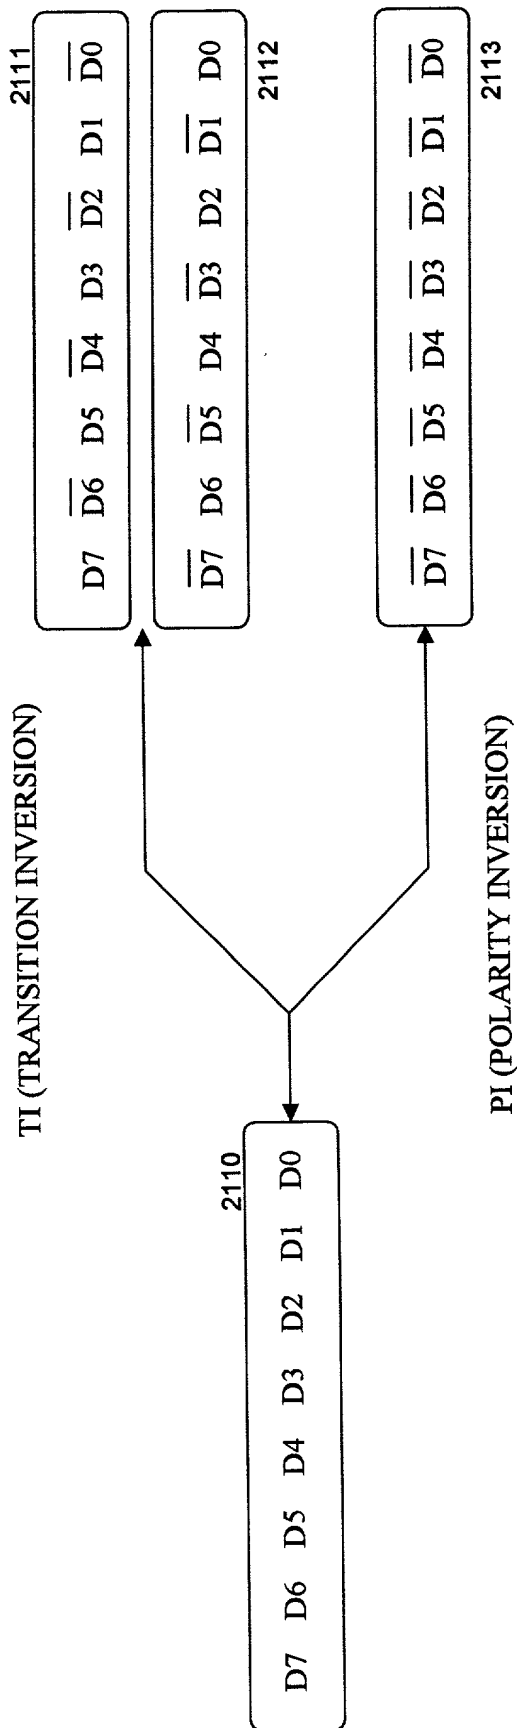 TI (TRANSITION INVERSION)
2111
D7 D̅6̅ D5 D̅4̅ D3 D̅2̅ D1 D̅0̅
D̅7̅ D6 D̅5̅ D4 D̅3̅ D2 D̅1̅ D0
2112
2110
D7 D6 D5 D4 D3 D2 D1 D0
D̅7̅ D̅6̅ D̅5̅ D̅4̅ D̅3̅ D̅2̅ D̅1̅ D̅0̅
2113
PI (POLARITY INVERSION)